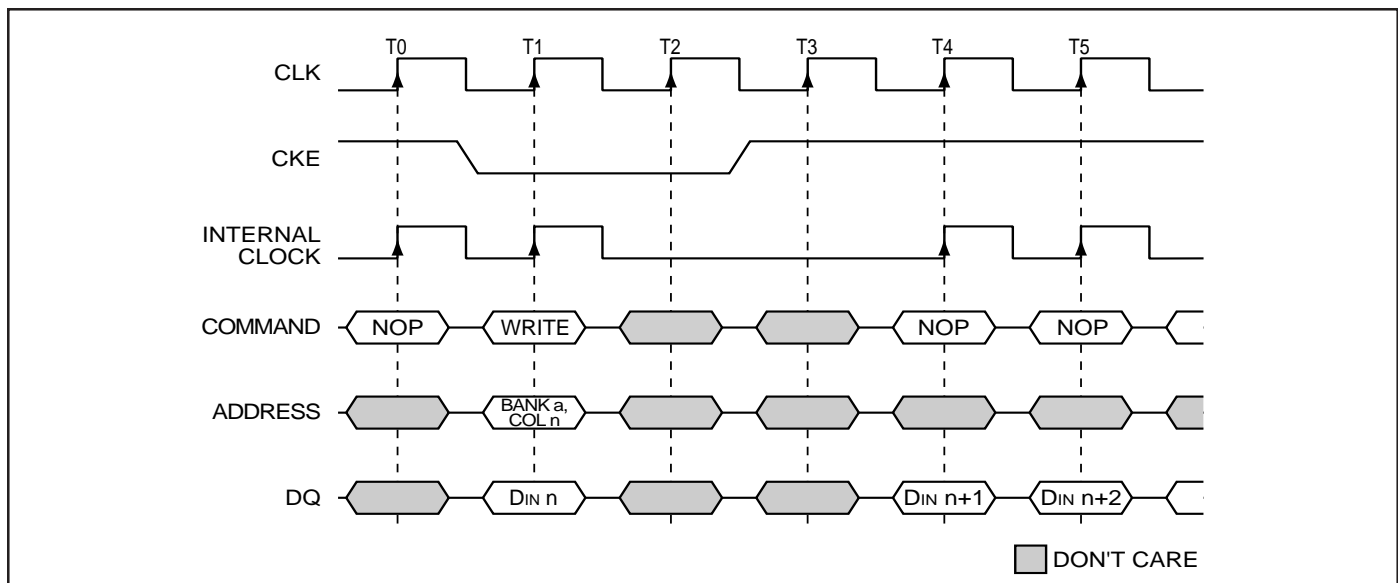 T0 T1 T2 T3 T4 T5
CLK
CKE
INTERNAL
CLOCK
COMMAND NOP WRITE NOP NOP
ADDRESS BANK a,
COL n
DQ DIN n DIN n+1 DIN n+2
DON'T CARE